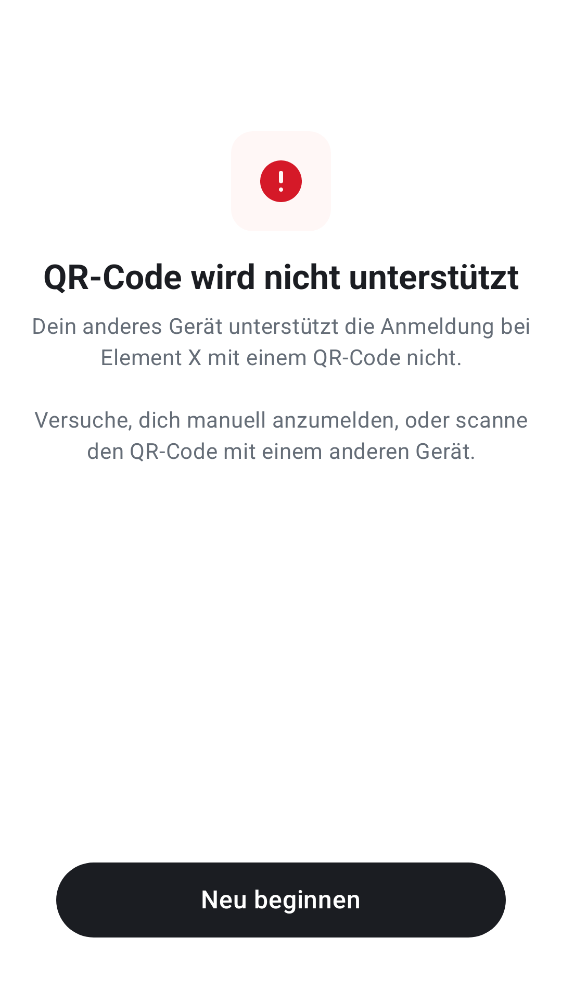 QR-Code wird nicht unterstützt
Dein anderes Gerät unterstützt die Anmeldung bei
Element X mit einem QR-Code nicht.
Versuche, dich manuell anzumelden, oder scanne
den QR-Code mit einem anderen Gerät.
Neu beginnen